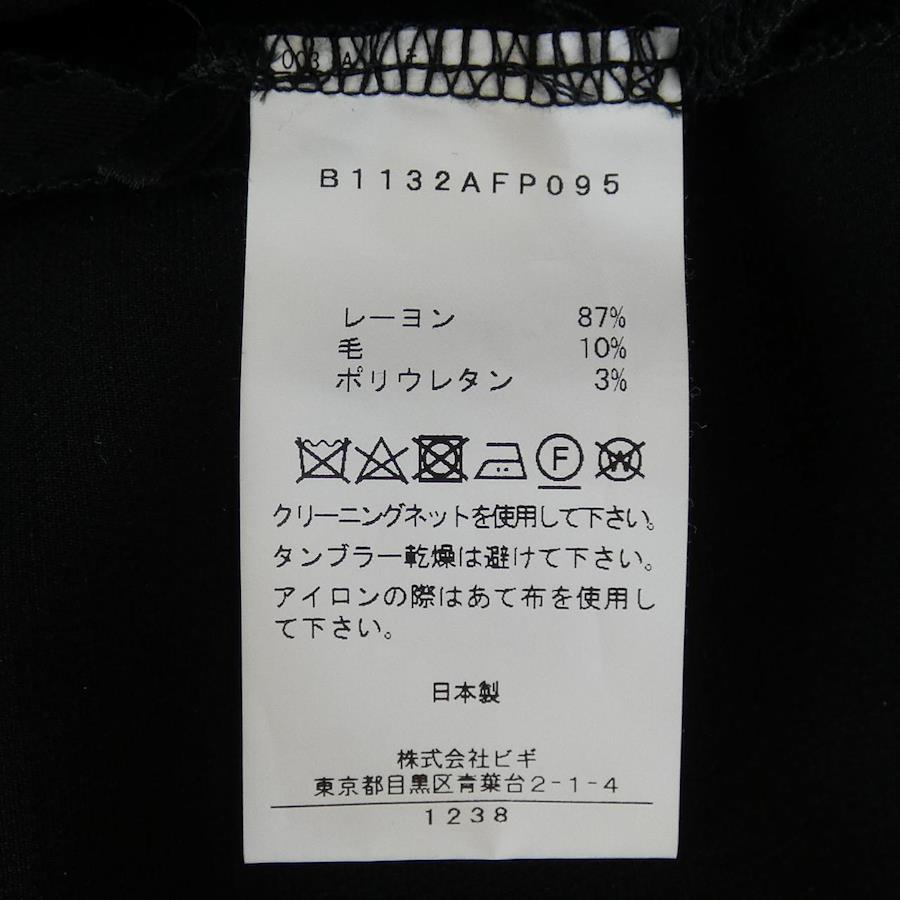 003 A
B1132AFP095
レーヨン 87%
毛 10%
ポリウレタン 3%
F W
クリーニングネットを使用して下さい。
タンブラー乾燥は避けて下さい。
アイロンの際はあて布を使用し
て下さい。
日本製
株式会社ビギ
東京都目黒区青葉台2-1-4
1238